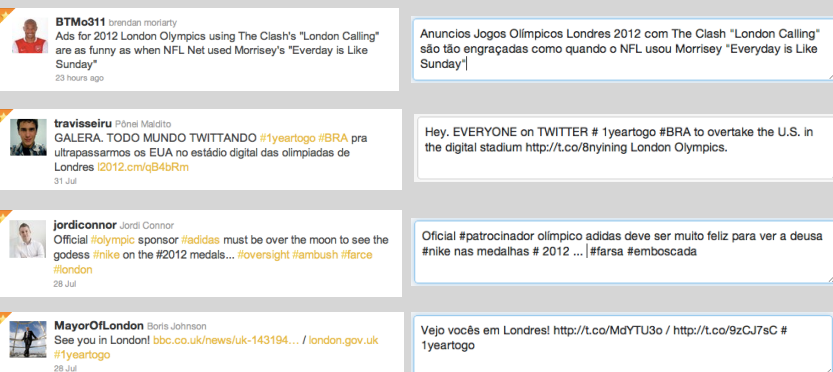 BTMo311 brendan moriarty
Ads for 2012 London Olympics using The Clash's "London Calling"
are as funny as when NFL Net used Morrisey's "Everday is Like
Sunday"
23 hours ago
Anuncios Jogos Olímpicos Londres 2012 com The Clash "London Calling"
são tão engraçadas como quando o NFL usou Morrisey "Everyday is Like
Sunday"
travisseiru Pônei Maldito
GALERA. TODO MUNDO TWITTANDO #1yeartogo #BRA pra
ultrapassarmos os EUA no estádio digital das olimpiadas de
Londres l2012.cm/qB4bRm
31 Jul
Hey. EVERYONE on TWITTER # 1yeartogo #BRA to overtake the U.S. in
the digital stadium http://t.co/8nyining London Olympics.
jordiconnor Jordi Connor
Official #olympic sponsor #adidas must be over the moon to see the
godess #nike on the #2012 medals... #oversight #ambush #farce
#london
28 Jul
Oficial #patrocinador olímpico adidas deve ser muito feliz para ver a deusa
#nike nas medalhas # 2012 ... #farsa #emboscada
MayorOfLondon Boris Johnson
See you in London! bbc.co.uk/news/uk-143194... / london.gov.uk
#1yeartogo
28 Jul
Vejo vocês em Londres! http://t.co/MdYTU3o / http://t.co/9zCJ7sC #
1yeartogo